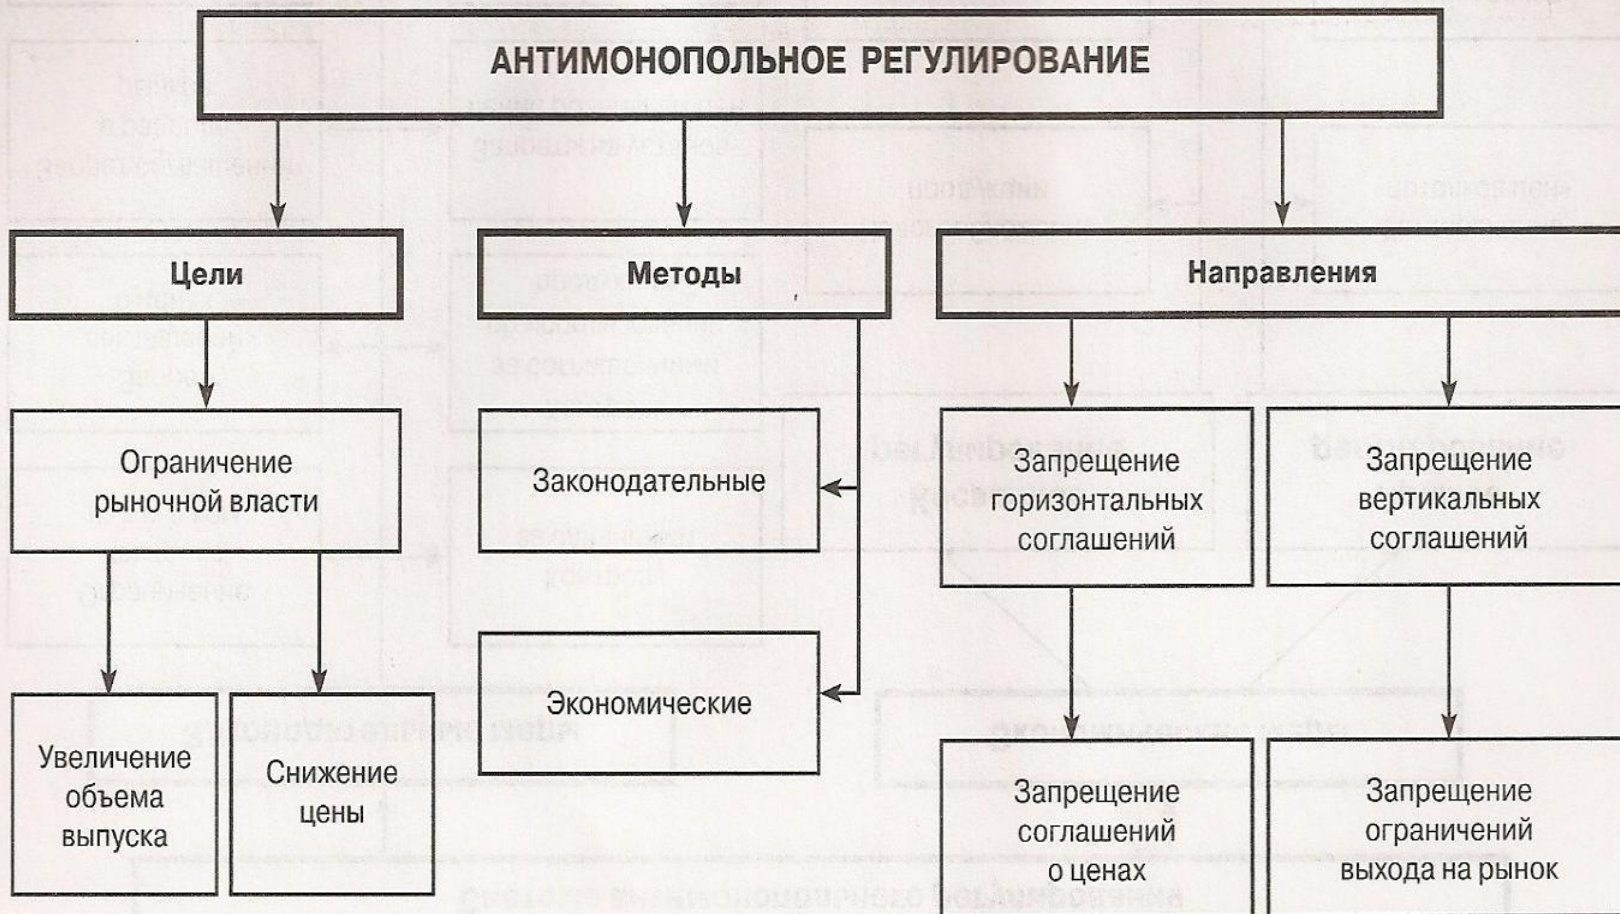 АНТИМОНОПОЛЬНОЕ РЕГУЛИРОВАНИЕ
Цели
Методы
Направления
Ограничение
рыночной власти
Законодательные
Запрещение
горизонтальных
соглашений
Запрещение
вертикальных
соглашений
Увеличение
объема
выпуска
Снижение
цены
Экономические
Запрещение
соглашений
о ценах
Запрещение
ограничений
выхода на рынок